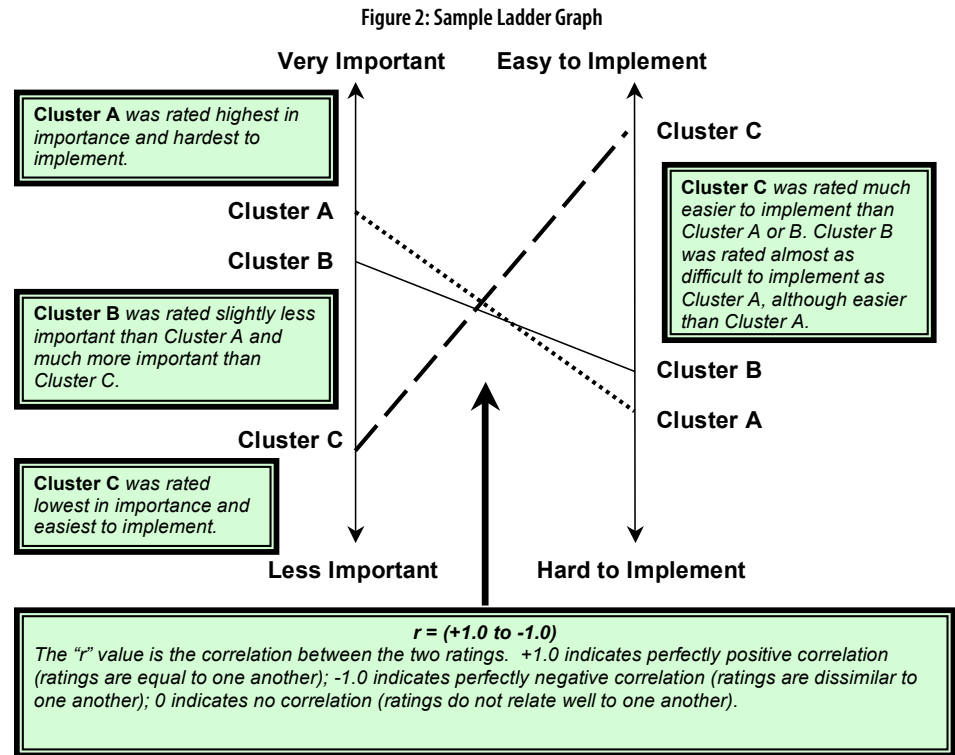 Figure 2: Sample Ladder Graph
Very Important
Easy to Implement
Cluster A was rated highest in
importance and hardest to
implement.
Cluster C
Cluster C was rated much
easier to implement than
Cluster A or B. Cluster B
was rated almost as
difficult to implement as
Cluster A, although easier
than Cluster A.
Cluster A
Cluster B
Cluster B was rated slightly less
important than Cluster A and
much more important than
Cluster C.
Cluster B
Cluster A
Cluster C
Cluster C was rated
lowest in importance and
easiest to implement.
Less Important
Hard to Implement
r = (+1.0 to -1.0)
The “r” value is the correlation between the two ratings. +1.0 indicates perfectly positive correlation
(ratings are equal to one another); -1.0 indicates perfectly negative correlation (ratings are dissimilar to
one another); 0 indicates no correlation (ratings do not relate well to one another).